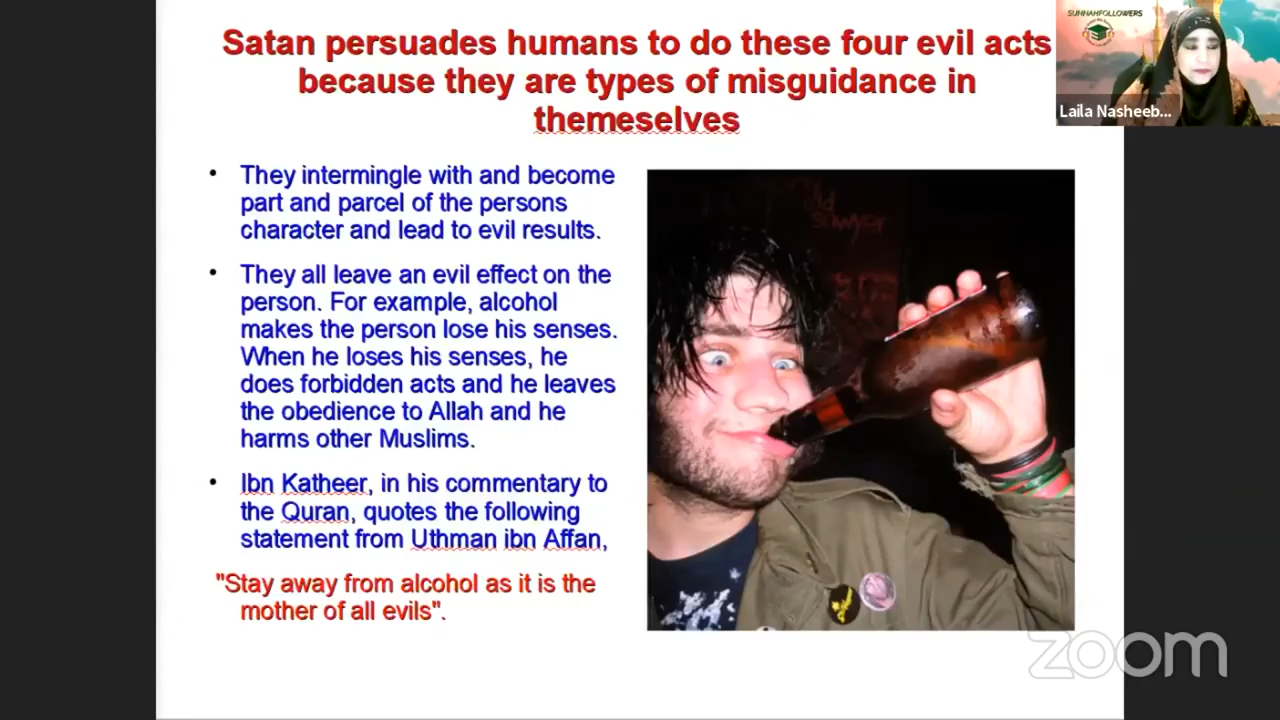 Satan persuades humans to do these four evil acts
because they are types of misguidance in
themeselves
SUNNAHFOLLOWERS
Laila Nasheeb...
They intermingle with and become
part and parcel of the persons
character and lead to evil results.
They all leave an evil effect on the
person. For example, alcohol
makes the person lose his senses.
When he loses his senses, he
does forbidden acts and he leaves
the obedience to Allah and he
harms other Muslims.
Ibn Katheer, in his commentary to
the Quran, quotes the following
statement from Uthman ibn Affan,
"Stay away from alcohol as it is the
mother of all evils".
zoom